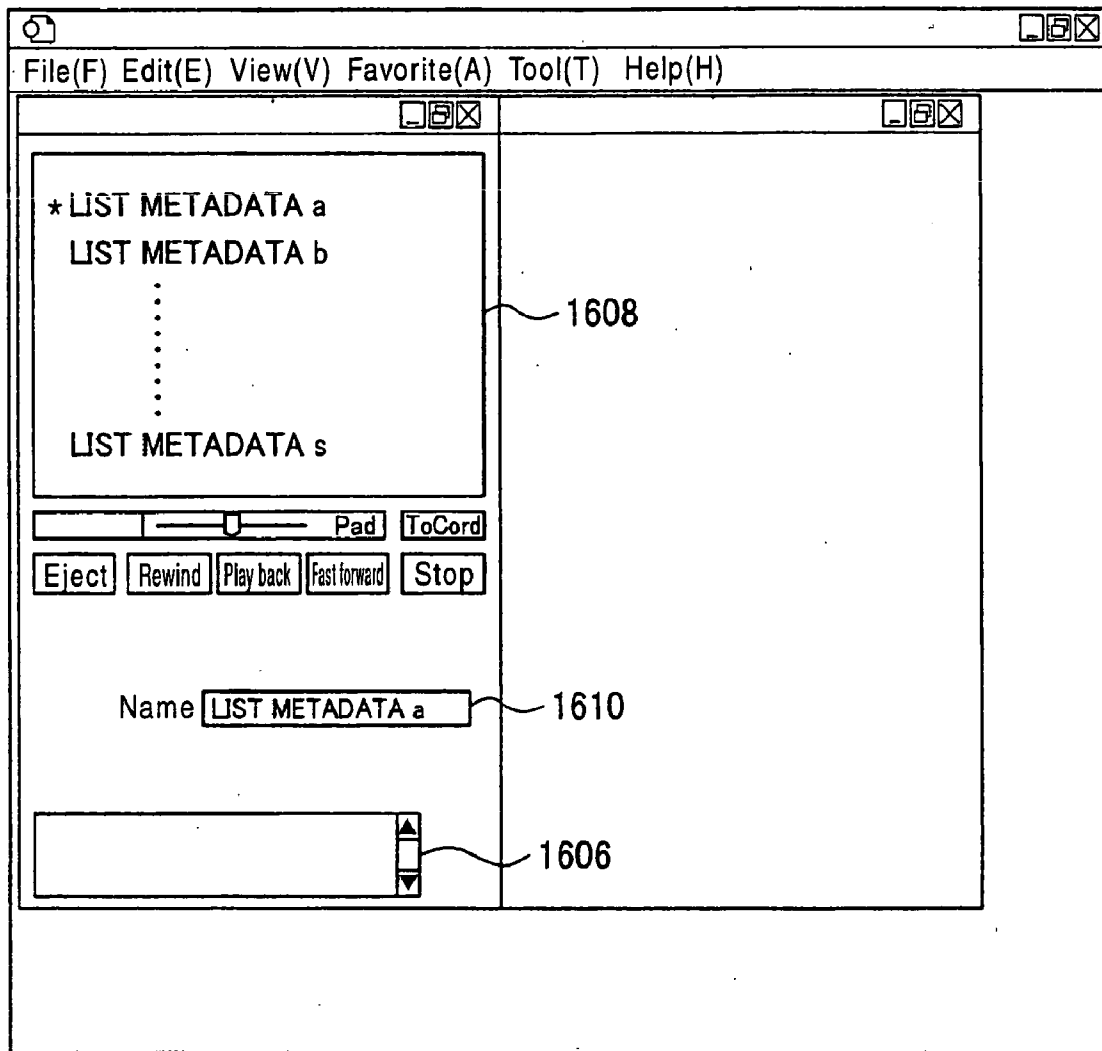 File(F) Edit(E) View(V) Favorite(A) Tool(T) Help(H)
* LIST METADATA a
LIST METADATA b
1608
LIST METADATA s
Pad ToCord
Eject Rewind Play back Fast forward Stop
Name LIST METADATA a 1610
1606